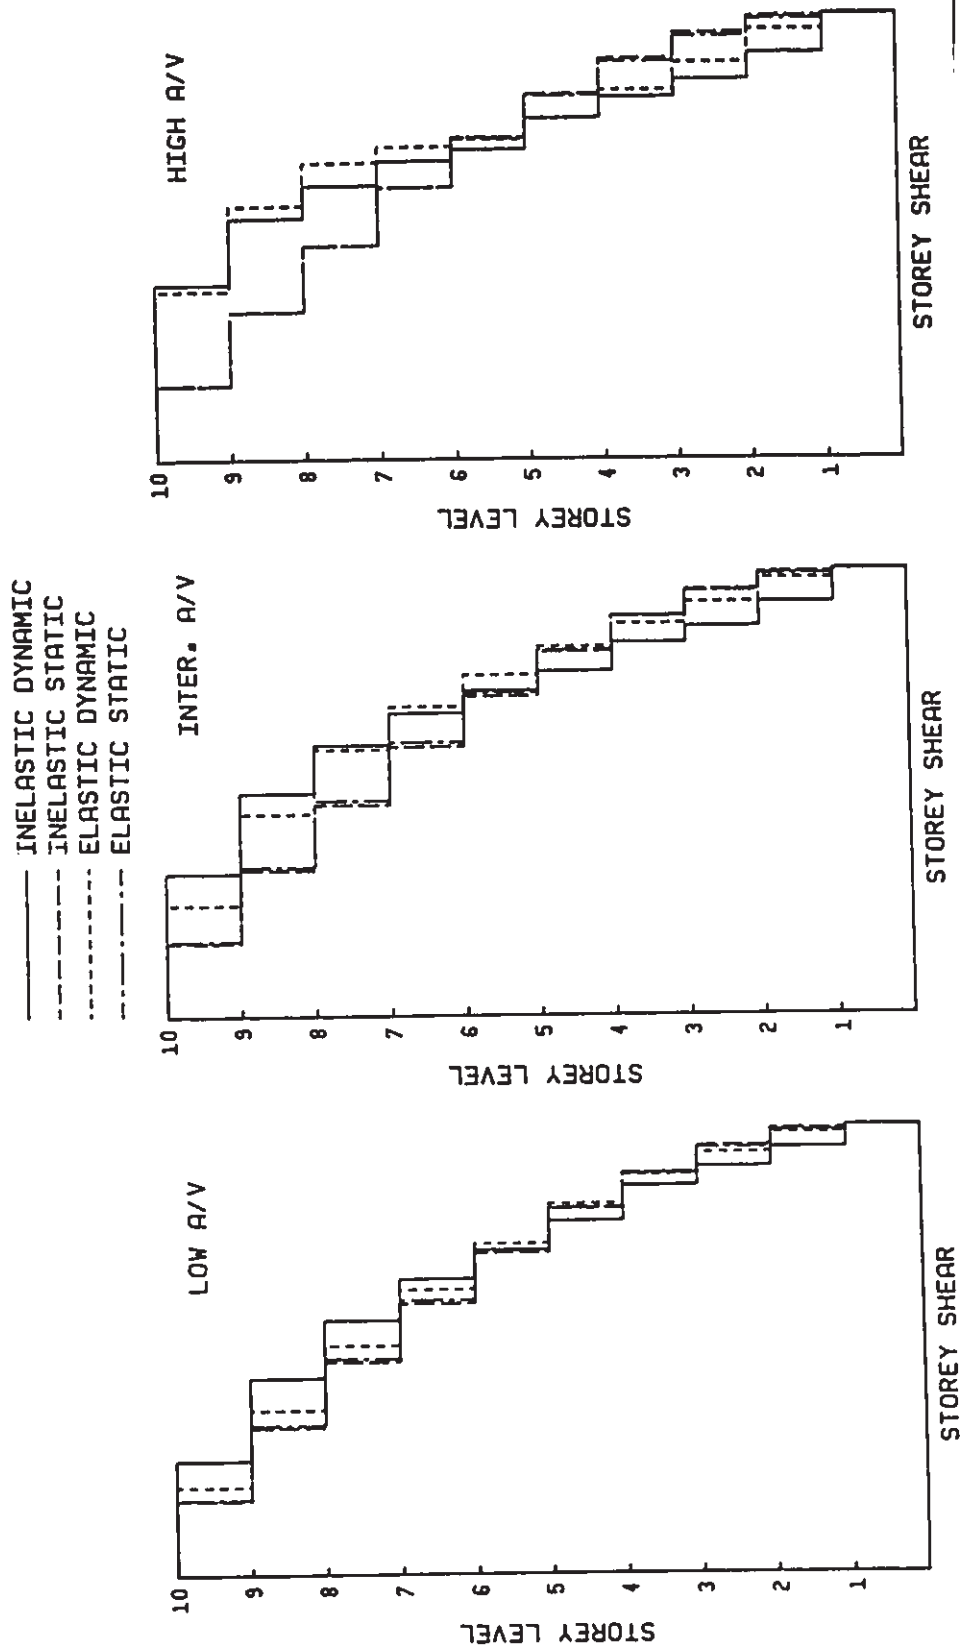 INELASTIC DYNAMIC
INELASTIC STATIC
ELASTIC DYNAMIC
ELASTIC STATIC
LOW A/V
10
9
8
7
6
5
4
3
2
1
STOREY LEVEL
STOREY SHEAR
INTER. A/V
10
9
8
7
6
5
4
3
2
1
STOREY LEVEL
STOREY SHEAR
HIGH A/V
10
9
8
7
6
5
4
3
2
1
STOREY LEVEL
STOREY SHEAR